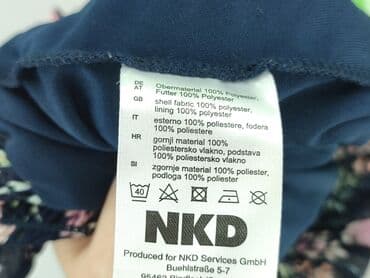 DE Obermaterial 100% Polyester,
AT Futter 100% Polyester
GB shell fabric 100% polyester,
lining 100% polyester
IT esterno 100% poliestere, fodera
100% poliestere
HR gornji material 100%
poliestersko vlakno, podstava
100% poliestersko vlakno
SI zgornje material 100% poliester,
podloga 100% poliester
40
NKD
Produced for NKD Services GmbH
Buehlstraße 5-7